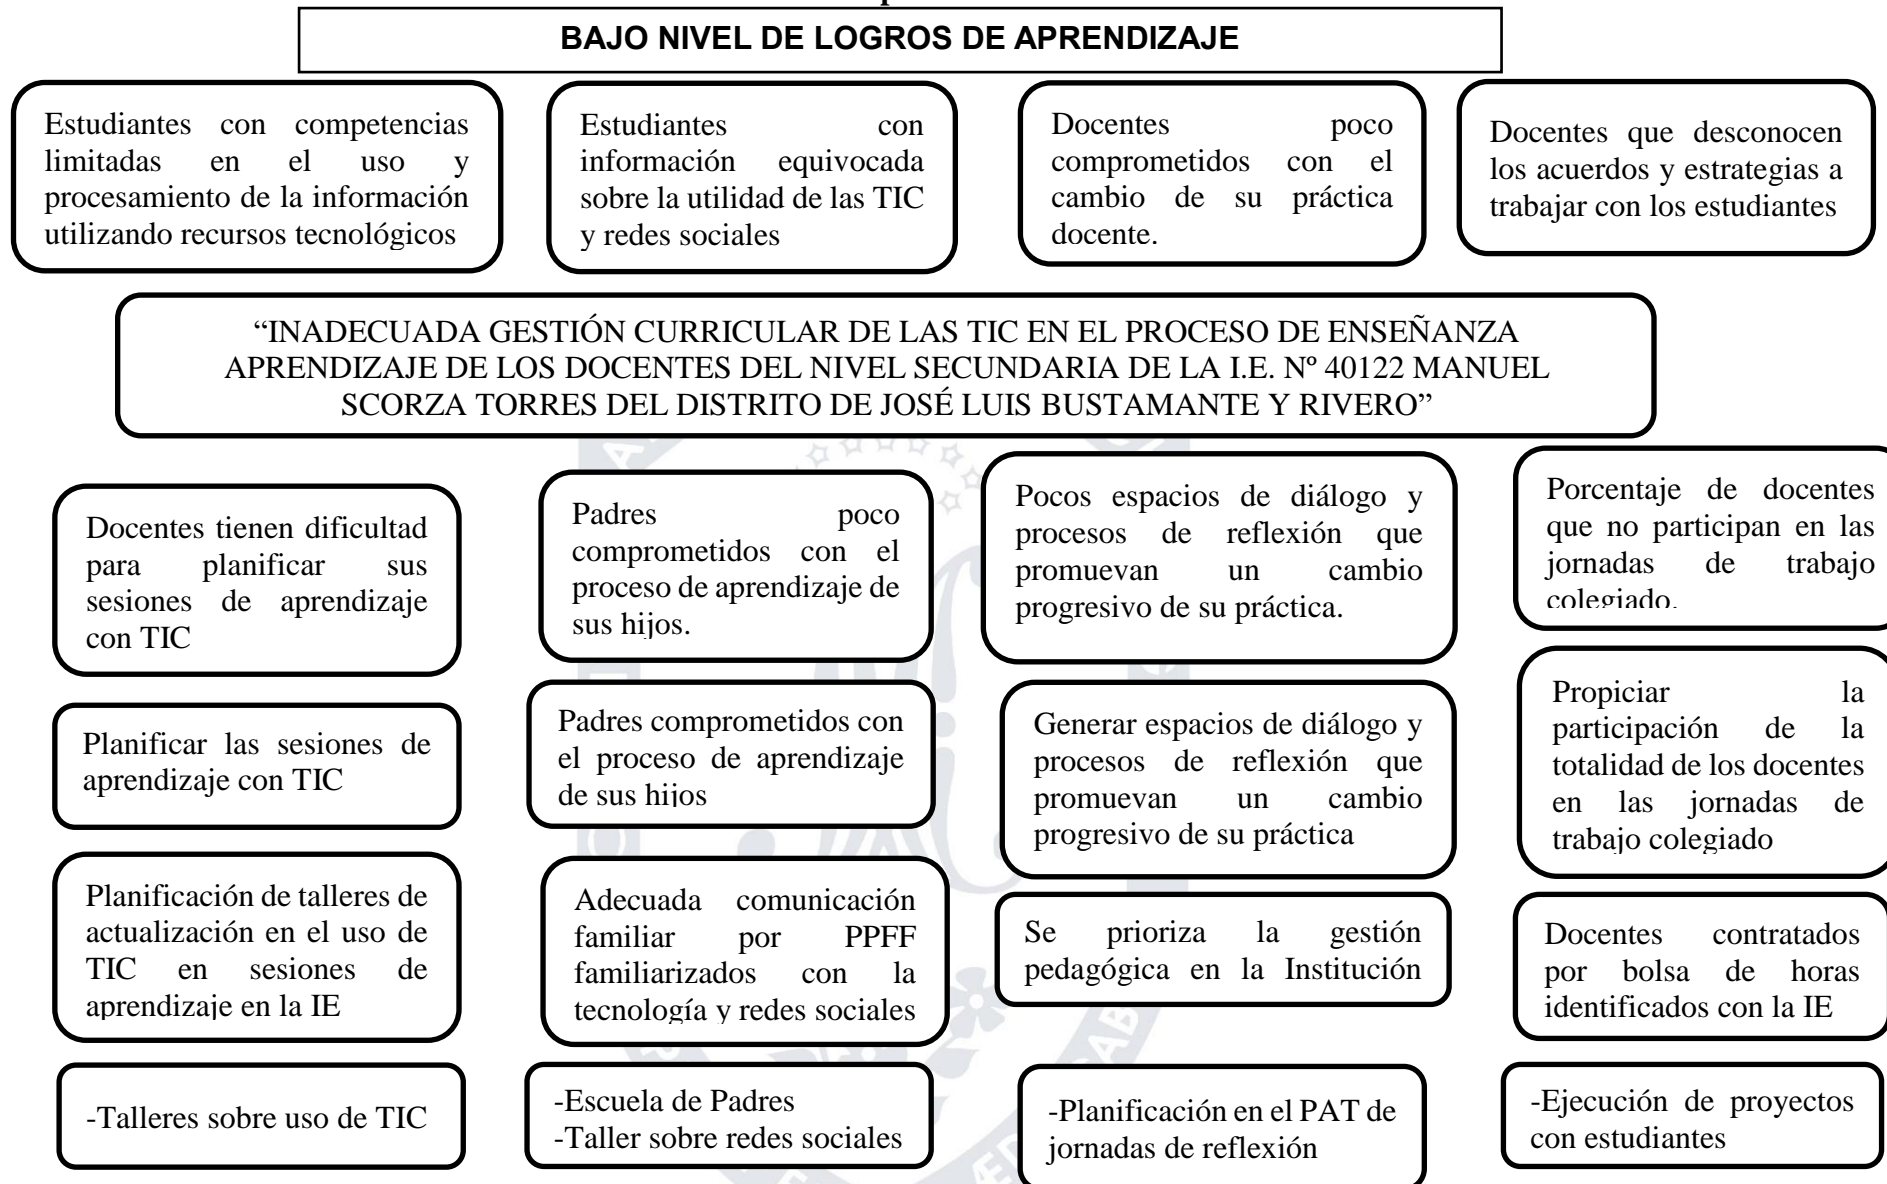 BAJO NIVEL DE LOGROS DE APRENDIZAJE
Estudiantes con competencias
limitadas en el uso y
procesamiento de la información
utilizando recursos tecnológicos
Estudiantes con
información equivocada
sobre la utilidad de las TIC
y redes sociales
Docentes poco
comprometidos con el
cambio de su práctica
docente.
Docentes que desconocen
los acuerdos y estrategias a
trabajar con los estudiantes
“INADECUADA GESTIÓN CURRICULAR DE LAS TIC EN EL PROCESO DE ENSEÑANZA
APRENDIZAJE DE LOS DOCENTES DEL NIVEL SECUNDARIA DE LA I.E. Nº 40122 MANUEL
SCORZA TORRES DEL DISTRITO DE JOSÉ LUIS BUSTAMANTE Y RIVERO”
Docentes tienen dificultad
para planificar sus
sesiones de aprendizaje
con TIC
Padres poco
comprometidos con el
proceso de aprendizaje de
sus hijos.
Pocos espacios de diálogo y
procesos de reflexión que
promuevan un cambio
progresivo de su práctica.
Porcentaje de docentes
que no participan en las
jornadas de trabajo
colegiado.
Planificar las sesiones de
aprendizaje con TIC
Padres comprometidos con
el proceso de aprendizaje
de sus hijos
Generar espacios de diálogo y
procesos de reflexión que
promuevan un cambio
progresivo de su práctica
Propiciar la
participación de la
totalidad de los docentes
en las jornadas de
trabajo colegiado
Planificación de talleres de
actualización en el uso de
TIC en sesiones de
aprendizaje en la IE
Adecuada comunicación
familiar por PPFF
familiarizados con la
tecnología y redes sociales
Se prioriza la gestión
pedagógica en la Institución
Docentes contratados
por bolsa de horas
identificados con la IE
-Talleres sobre uso de TIC
-Escuela de Padres
-Taller sobre redes sociales
-Planificación en el PAT de
jornadas de reflexión
-Ejecución de proyectos
con estudiantes